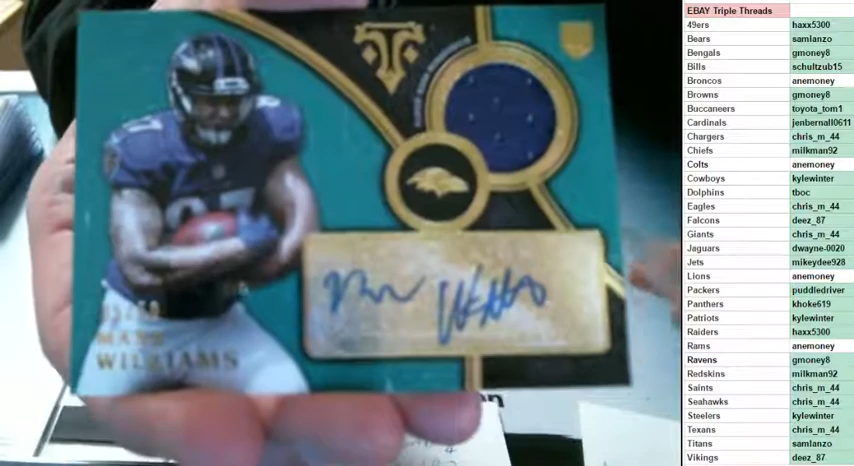 EBAY Triple Threads
49ers haxx5300
Bears samlanzo
Bengals gmoney8
Bills schultzub15
Broncos anemoney
Browns gmoney8
Buccaneers toyota_tom1
Cardinals jenbernall0611
Chargers chris_m_44
Chiefs milkman92
Colts anemoney
Cowboys kylewinter
Dolphins tboc
Eagles chris_m_44
Falcons deez_87
Giants chris_m_44
Jaguars dwayne-0020
Jets mikeydee928
Lions anemoney
Packers puddledriver
Panthers khoke619
Patriots kylewinter
Raiders haxx5300
Rams anemoney
Ravens gmoney8
Redskins milkman92
Saints chris_m_44
Seahawks chris_m_44
Steelers kylewinter
Texans chris_m_44
Titans samlanzo
Vikings deez_87
MAXX
WILLIAMS